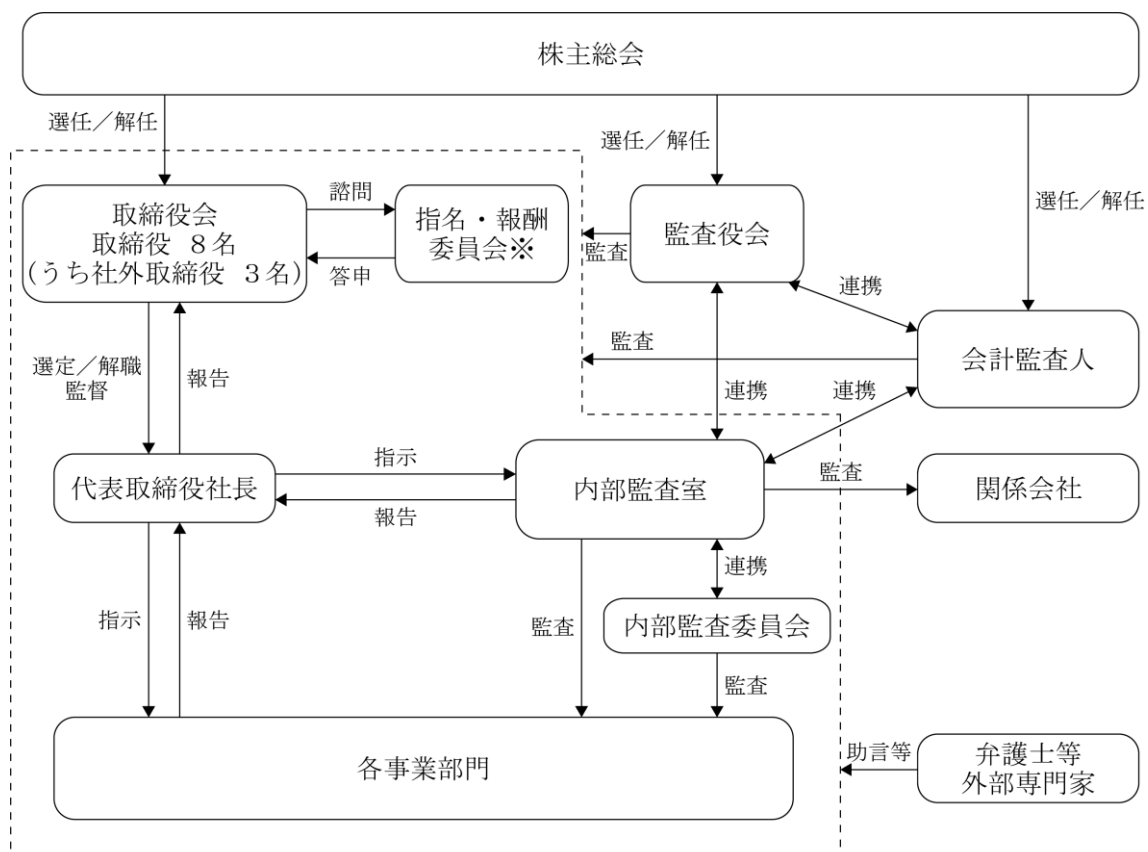 株主総会
選任／解任
選任／解任
選任／解任
取締役会
取締役 ８名
(うち社外取締役 ３名)
諮問
答申
指名・報酬
委員会※
監査
監査役会
連携
会計監査人
監査
選定／解職
監督
報告
連携
連携
代表取締役社長
指示
報告
内部監査室
監査
関係会社
連携
指示
報告
監査
内部監査委員会
監査
各事業部門
助言等
弁護士等
外部専門家